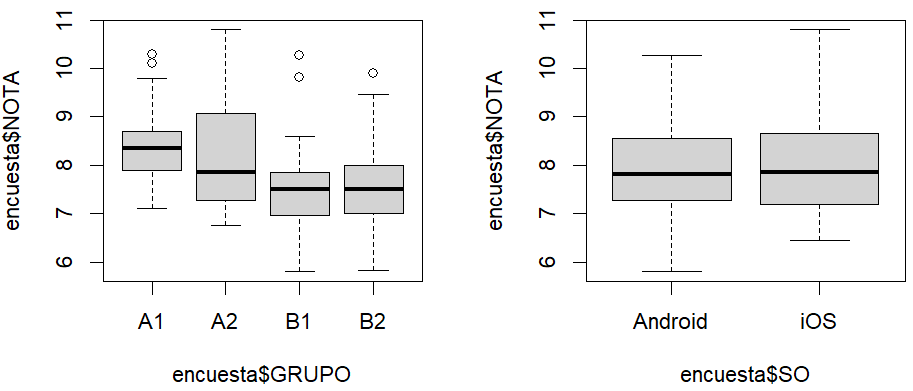 encuesta$NOTA
11
10
9
8
7
6
A1 A2 B1 B2
encuesta$GRUPO
encuesta$NOTA
11
10
9
8
7
6
Android iOS
encuesta$SO